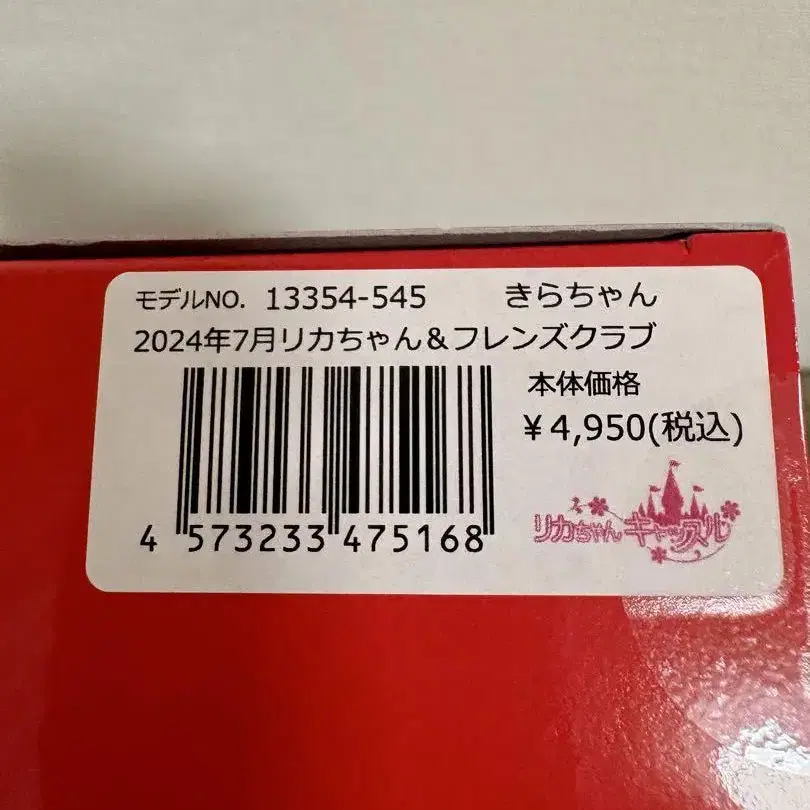 モデルNO. 13354-545 きらちゃん
2024年7月リカちゃん＆フレンズクラブ
本体価格
￥4,950(税込)
4 573233 475168
リカちゃんキャッスル